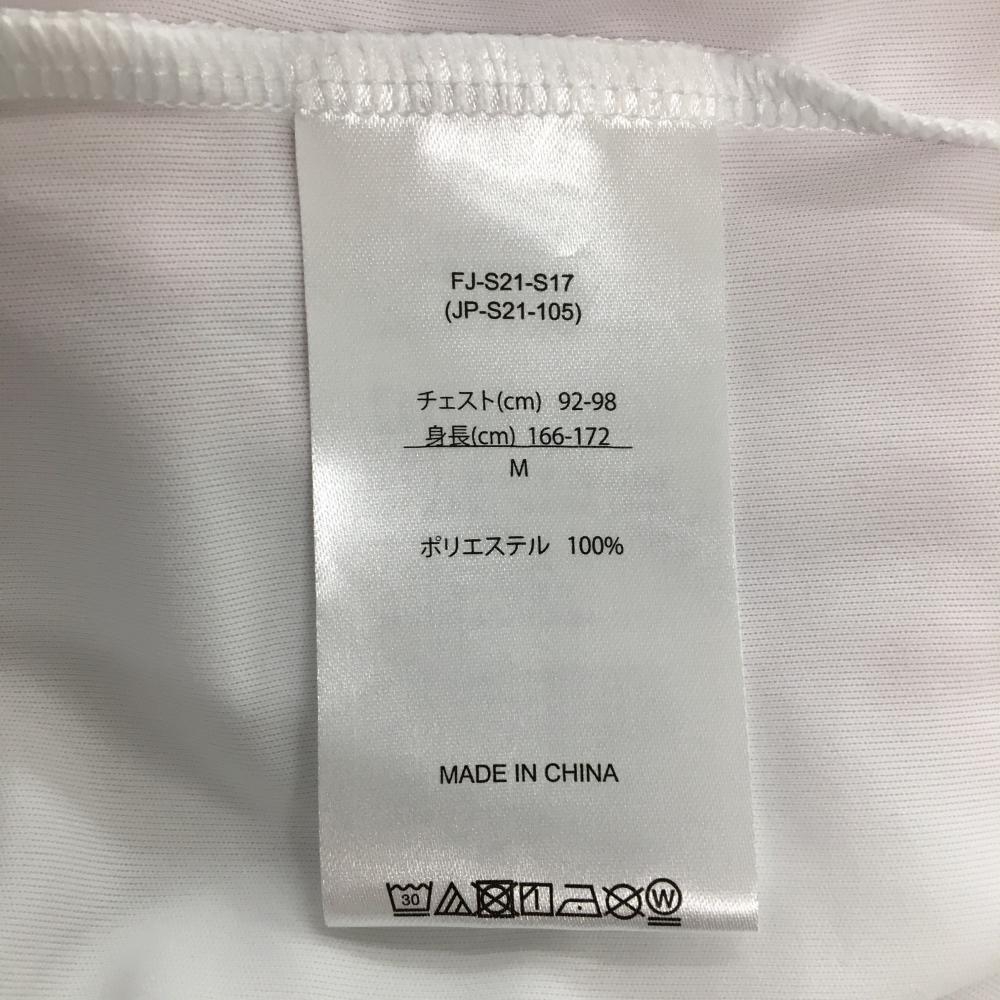 FJ-S21-S17
(JP-S21-105)
チェスト(cm) 92-98
身長(cm) 166-172
M
ポリエステル 100%
MADE IN CHINA
30 W